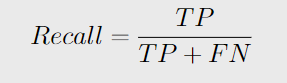 Recall = TP / (TP + FN)